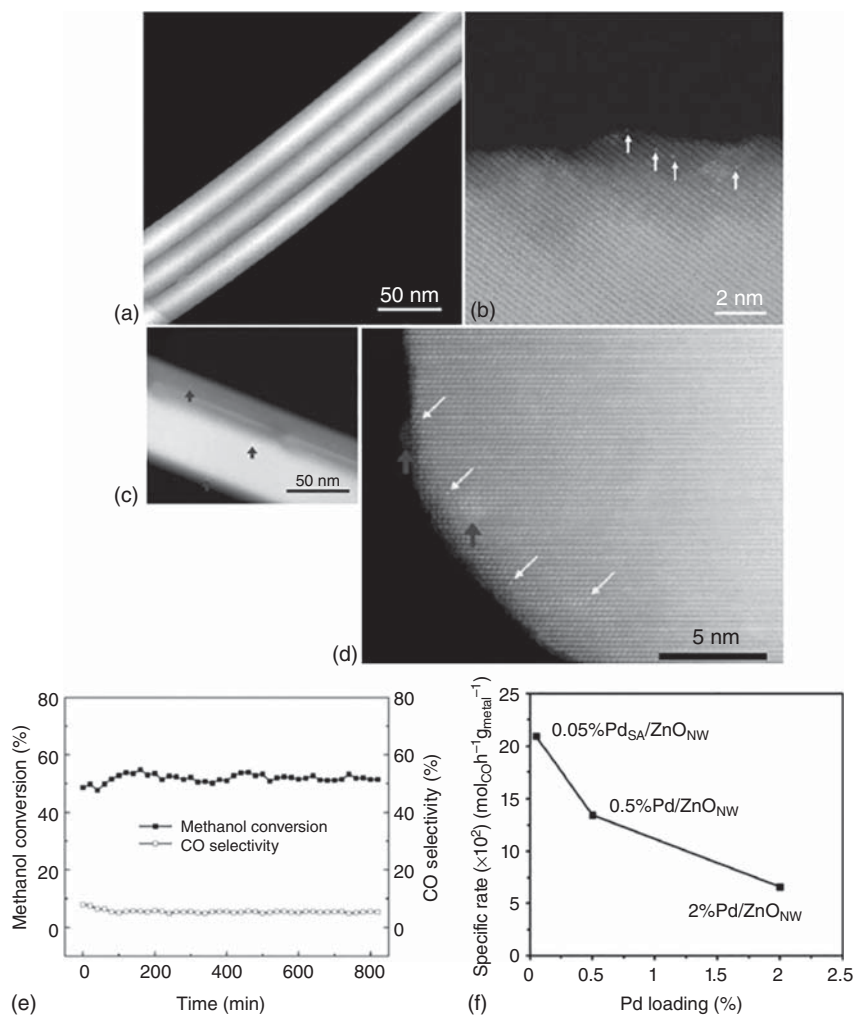 (a)
50 nm
(b)
2 nm
(c)
50 nm
(d)
5 nm
80
60
40
20
0
Methanol conversion (%)
80
60
40
20
0
CO selectivity (%)
Methanol conversion
CO selectivity
0 200 400 600 800
(e)
Time (min)
25
20
15
10
5
0
Specific rate (×10²) (mol_CO h⁻¹ g_metal⁻¹)
0.05%Pd_SA/ZnO_NW
0.5%Pd/ZnO_NW
2%Pd/ZnO_NW
0 0.5 1 1.5 2 2.5
(f)
Pd loading (%)